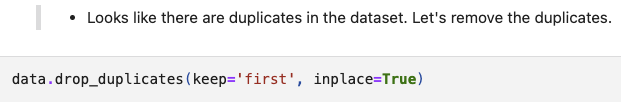 • Looks like there are duplicates in the dataset. Let's remove the duplicates.
data.drop_duplicates(keep='first', inplace=True)